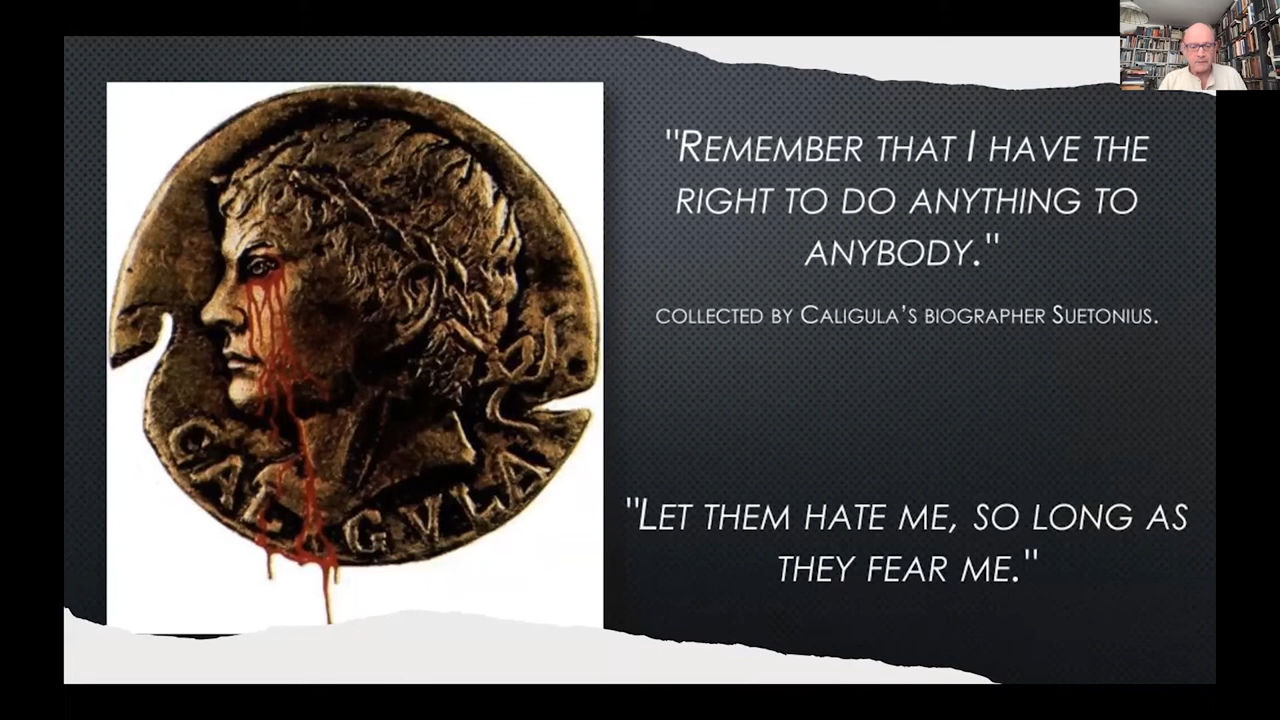 "REMEMBER THAT I HAVE THE
RIGHT TO DO ANYTHING TO
ANYBODY."
COLLECTED BY CALIGULA’S BIOGRAPHER SUETONIUS.
"LET THEM HATE ME, SO LONG AS
THEY FEAR ME."
CALIGVLA